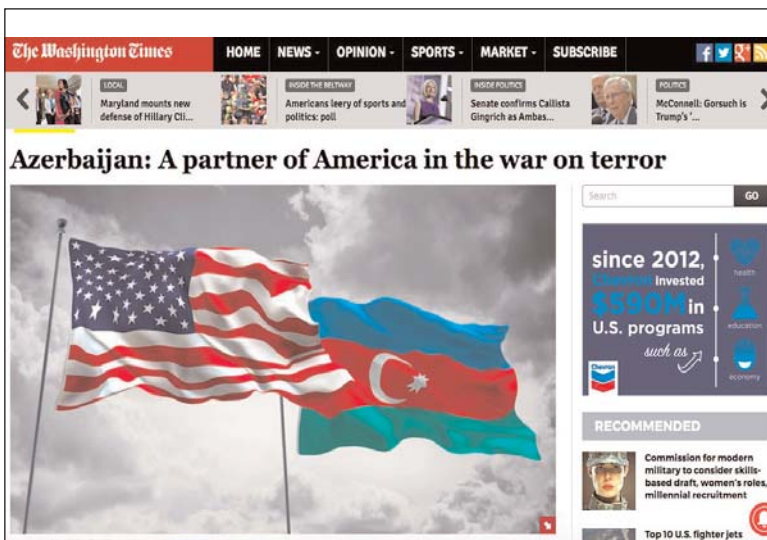 The Washington Times
HOME NEWS - OPINION - SPORTS - MARKET - SUBSCRIBE
LOCAL
Maryland mounts new
defense of Hillary Cli...
INSIDE THE BELTWAY
Americans leery of sports and
politics: poll
INSIDE POLITICS
Senate confirms Callista
Gingrich as Ambas...
POLITICS
McConnell: Gorsuch is
Trump's '...
Azerbaijan: A partner of America in the war on terror
Search GO
since 2012,
Chevron invested
$590M in
U.S. programs
such as
health
education
economy
Chevron
RECOMMENDED
Commission for modern
military to consider skills-
based draft, women's roles,
millennial recruitment
Top 10 U.S. fighter jets